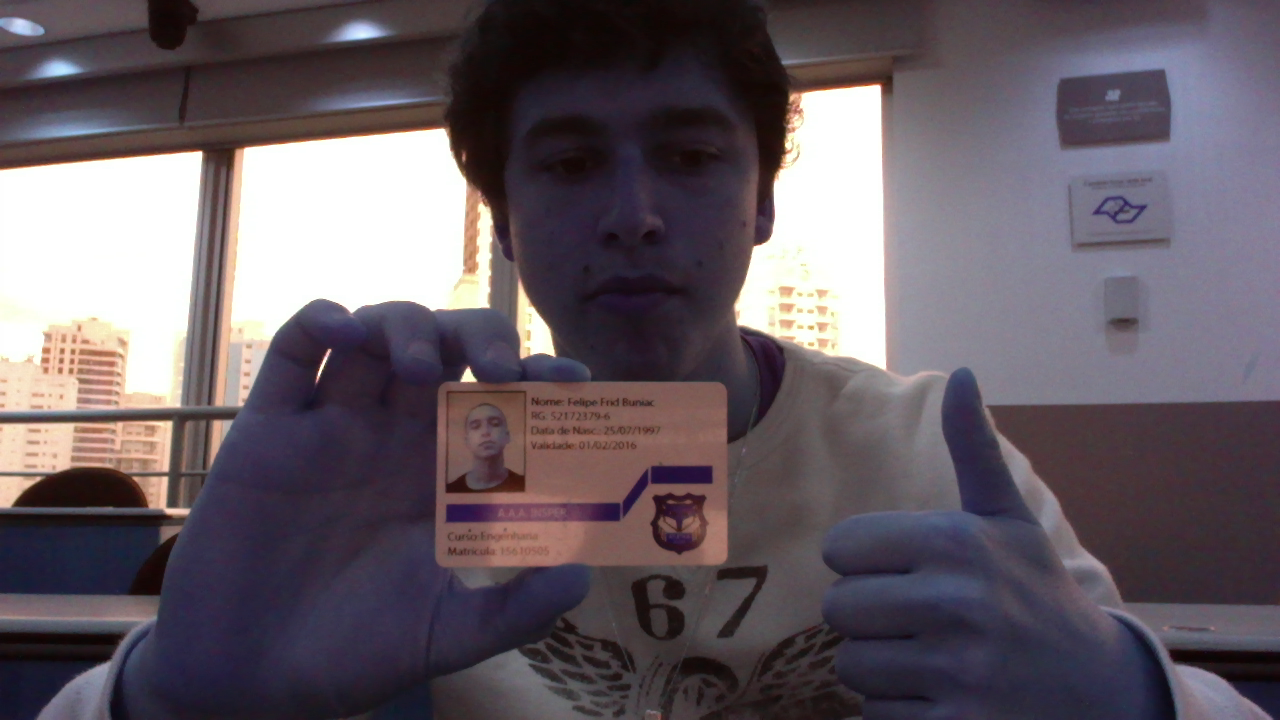 Nome: Felipe Frid Buniac
RG: 52172379-6
Data de Nasc.: 25/07/1997
Validade: 01/02/2016
A.A.A. INSPER
Curso: Engenharia
Matrícula: 15610505
67